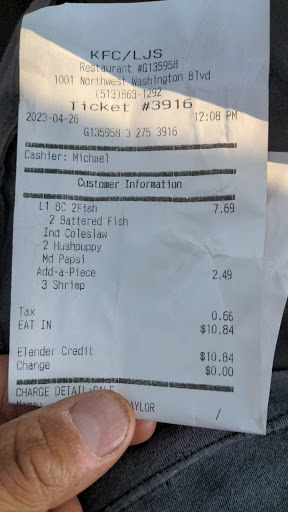 KFC/LJS
Restaurant #G135958
1001 Northwest Washington Blvd
(513)863-1292
Ticket #3916
2023-04-26 12:08 PM
G135958 3 275 3916
Cashier: Michael
Customer Information
L1 BC 2Fish 7.69
2 Battered Fish
Ind Coleslaw
2 Hushpuppy
Md Pepsi
Add-a-Piece 2.49
3 Shrimp
Tax 0.66
EAT IN $10.84
ETender Credit $10.84
Change $0.00
CHARGE DETAIL:SALE
AYLOR /